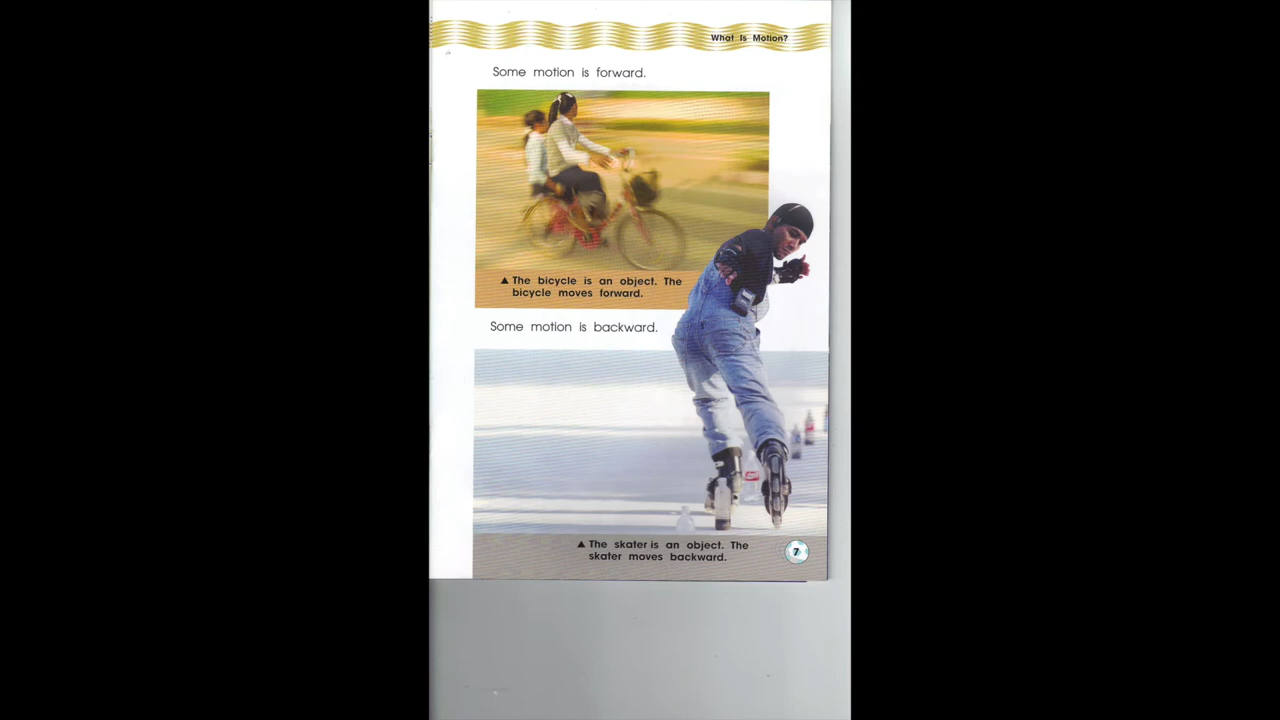 What Is Motion?
Some motion is forward.
▲ The bicycle is an object. The
bicycle moves forward.
Some motion is backward.
▲ The skater is an object. The
skater moves backward.
7